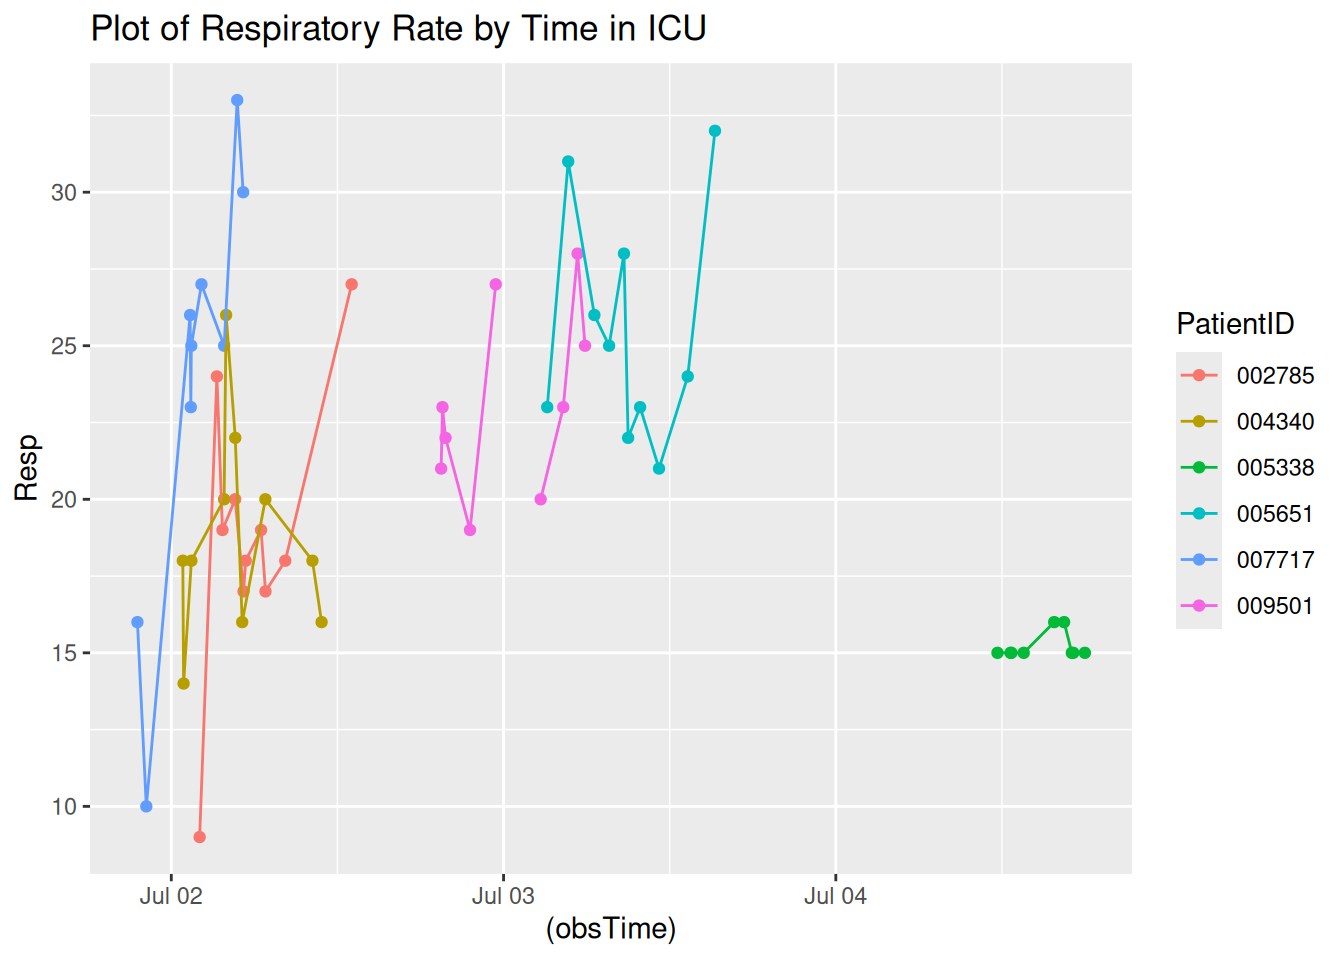 Plot of Respiratory Rate by Time in ICU
Resp
30
25
20
15
10
Jul 02
Jul 03
Jul 04
(obsTime)
PatientID
002785
004340
005338
005651
007717
009501